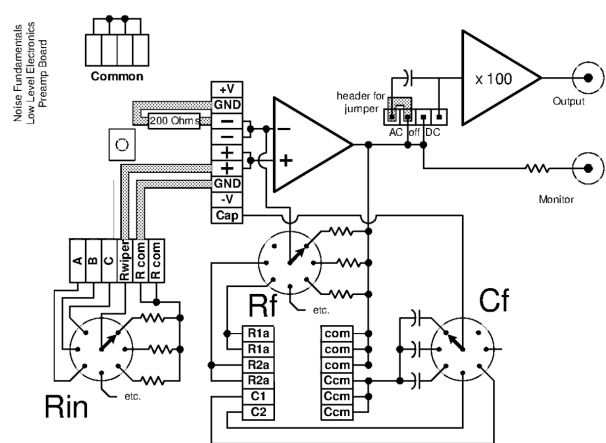 Noise Fundamentals
Low Level Electronics
Preamp Board
Common
+V
GND
200 Ohms
−
−
+
+
GND
-V
Cap
−
+
header for
jumper
AC
off
DC
x 100
Output
Monitor
A
B
C
Rwiper
R com
R com
etc.
Rin
etc.
Rf
R1a
R1a
R2a
R2a
C1
C2
com
com
com
Ccm
Ccm
Ccm
Cf